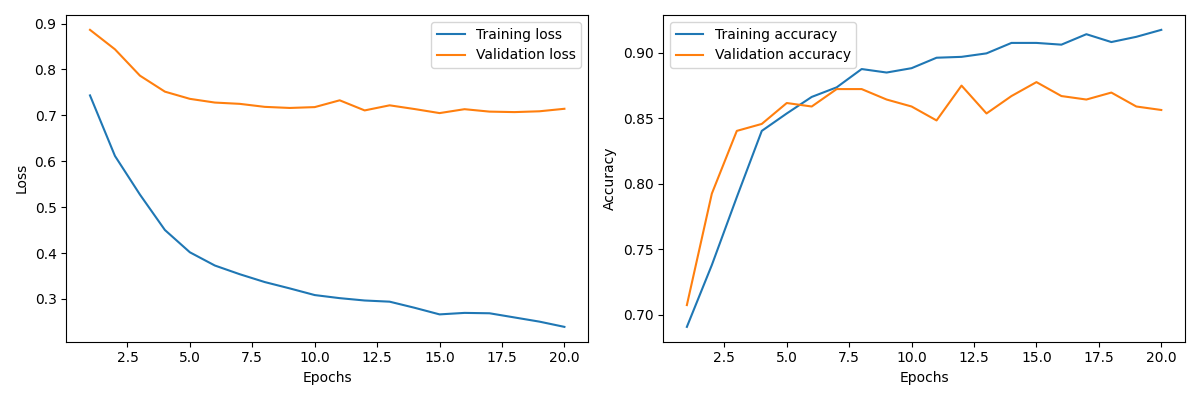 Training loss
Validation loss
0.9
0.8
0.7
0.6
0.5
0.4
0.3
Loss
2.5 5.0 7.5 10.0 12.5 15.0 17.5 20.0
Epochs
Training accuracy
Validation accuracy
0.90
0.85
0.80
0.75
0.70
Accuracy
2.5 5.0 7.5 10.0 12.5 15.0 17.5 20.0
Epochs